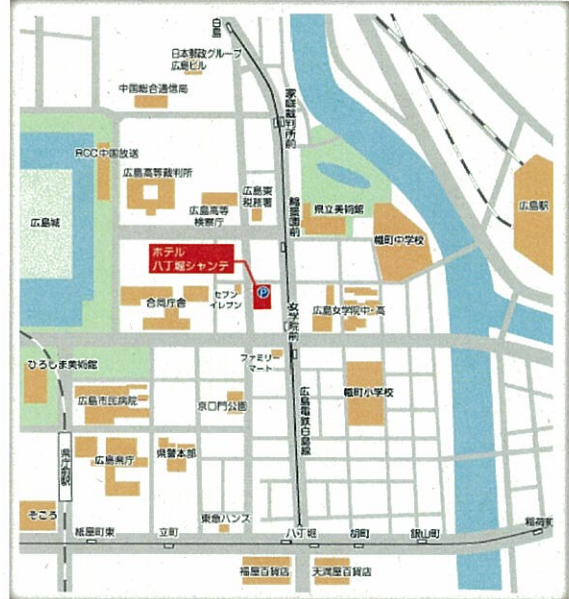 白島
日本郵政グループ
広島ビル
中国総合通信局
家庭裁判所前
RCC中国放送
広島高等裁判所
広島東
税務署
広島高等
検察庁
縮景園前
県立美術館
幟町中学校
広島駅
広島城
ホテル
八丁堀シャンテ
P
合同庁舎
セブン
イレブン
女学院前
広島女学院中・高
ファミリー
マート
ひろしま美術館
広島市民病院
京口門公園
幟町小学校
広島電鉄白島線
県庁前駅
広島県庁
県警本部
そごう
東急ハンズ
紙屋町東
立町
八丁堀
胡町
銀山町
稲荷町
福屋百貨店
天満屋百貨店